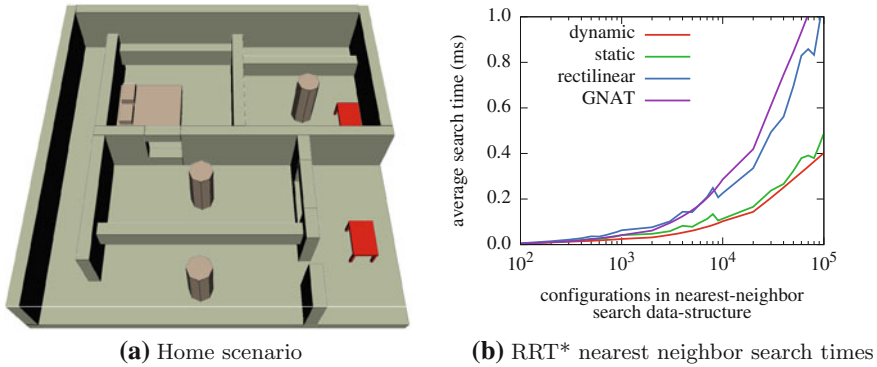 dynamic
static
rectilinear
GNAT
average search time (ms)
1.0
0.8
0.6
0.4
0.2
0.0
10^2
10^3
10^4
10^5
configurations in nearest-neighbor
search data-structure
(a) Home scenario
(b) RRT* nearest neighbor search times